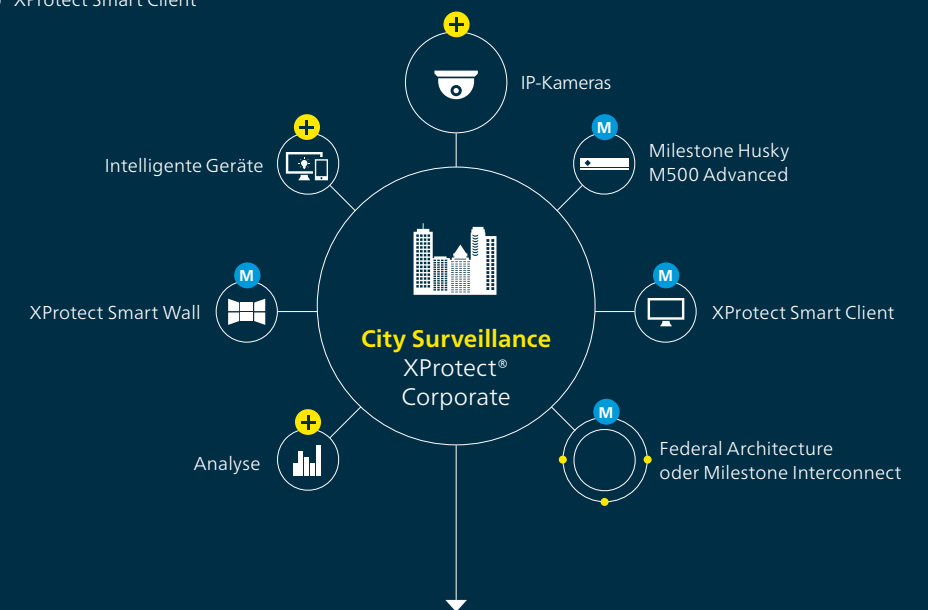 XProtect Smart Client
+
IP-Kameras
+
M
Intelligente Geräte
Milestone Husky
M500 Advanced
M
M
XProtect Smart Wall
XProtect Smart Client
City Surveillance
XProtect®
Corporate
+
M
Analyse
Federal Architecture
oder Milestone Interconnect